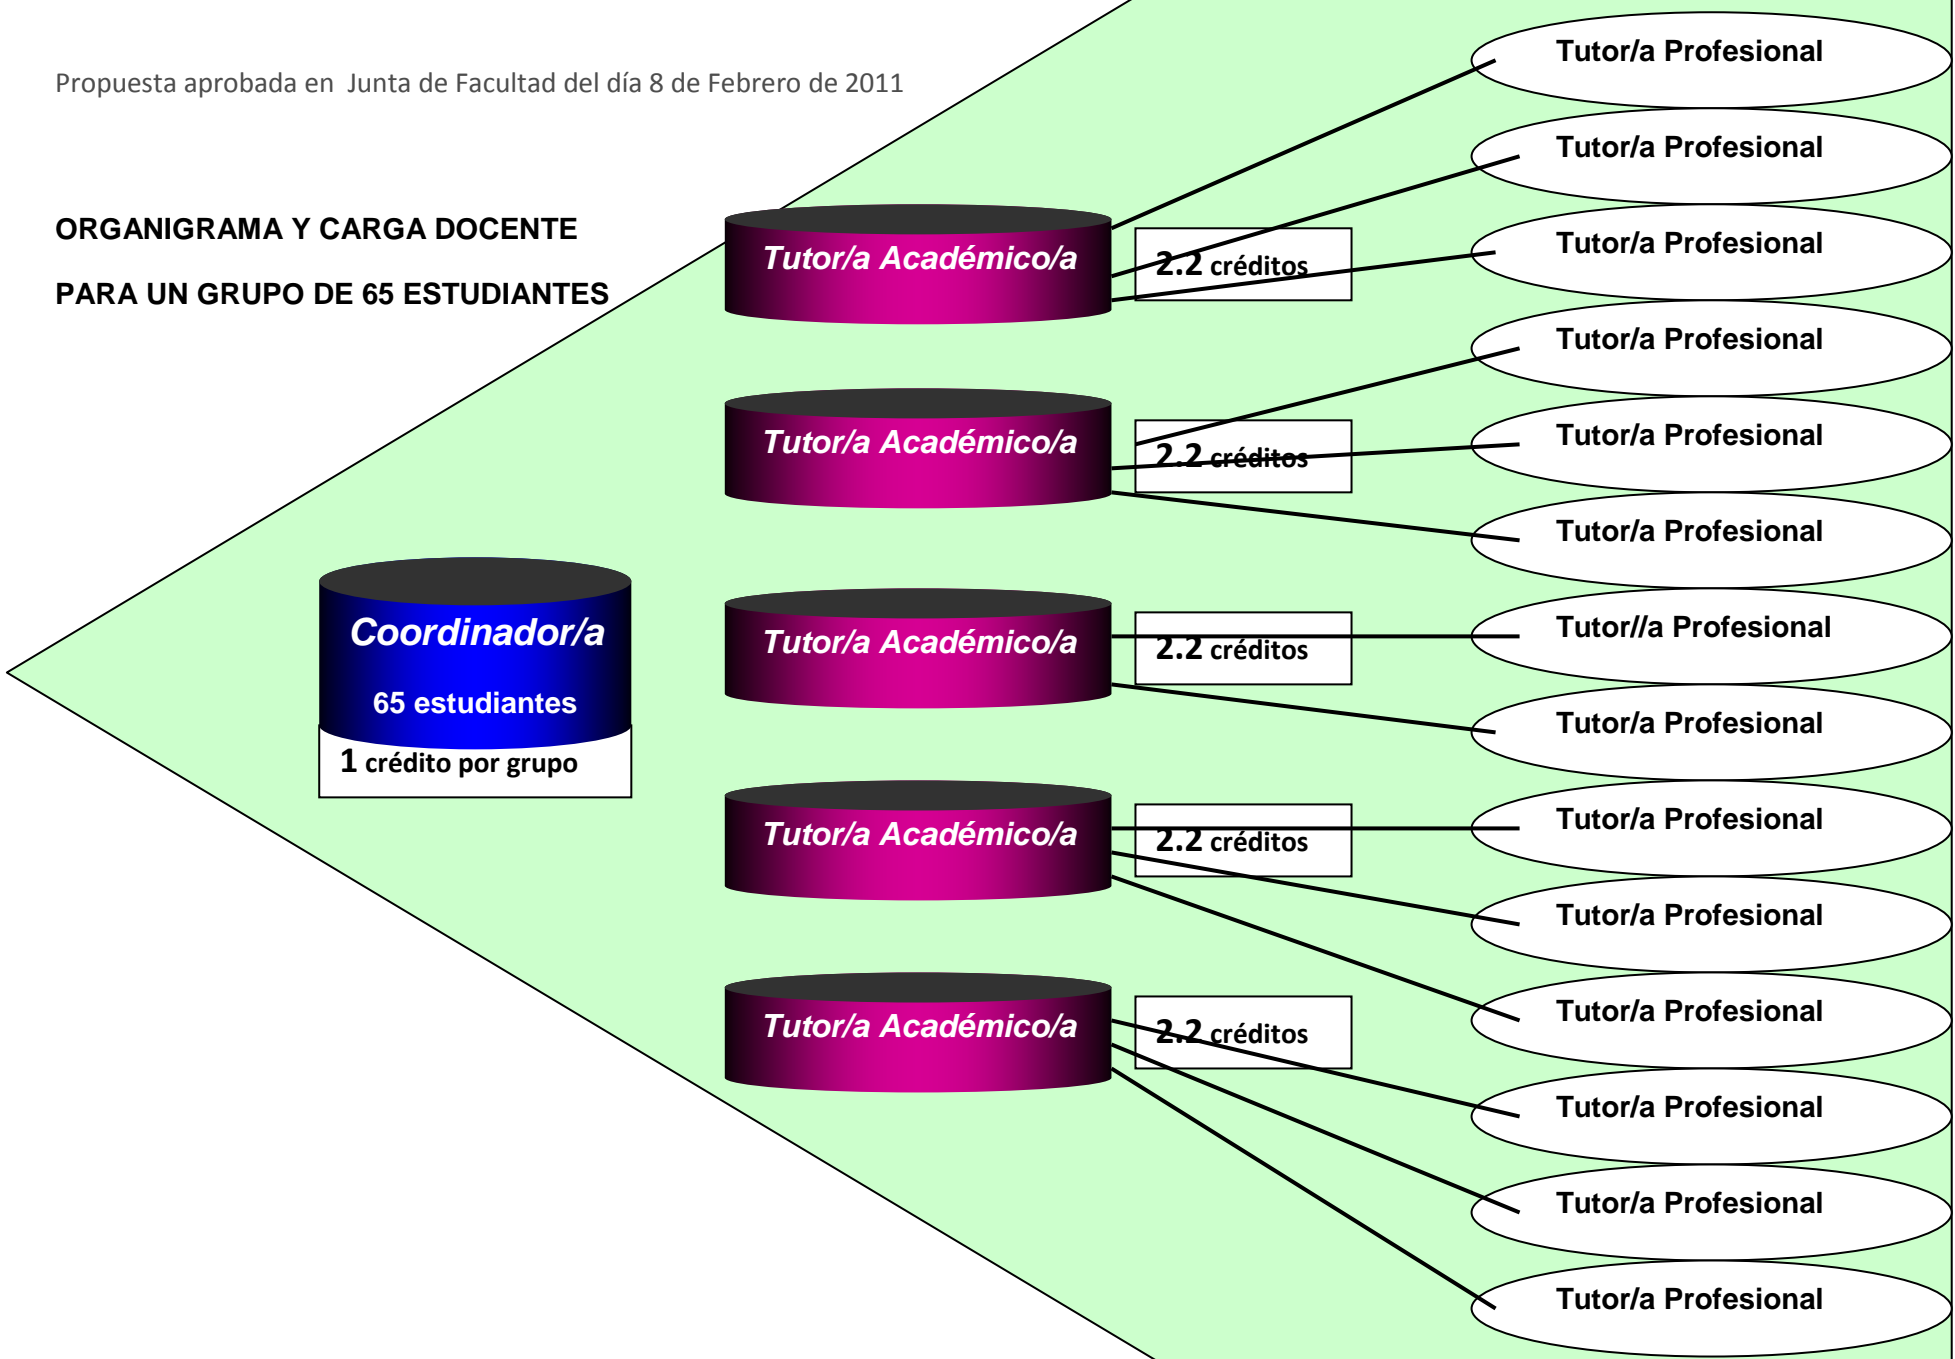 Propuesta aprobada en Junta de Facultad del día 8 de Febrero de 2011
ORGANIGRAMA Y CARGA DOCENTE
PARA UN GRUPO DE 65 ESTUDIANTES
Coordinador/a
65 estudiantes
1 crédito por grupo
Tutor/a Académico/a
2.2 créditos
Tutor/a Académico/a
2.2 créditos
Tutor/a Académico/a
2.2 créditos
Tutor/a Académico/a
2.2 créditos
Tutor/a Académico/a
2.2 créditos
Tutor/a Profesional
Tutor/a Profesional
Tutor/a Profesional
Tutor/a Profesional
Tutor/a Profesional
Tutor/a Profesional
Tutor//a Profesional
Tutor/a Profesional
Tutor/a Profesional
Tutor/a Profesional
Tutor/a Profesional
Tutor/a Profesional
Tutor/a Profesional
Tutor/a Profesional